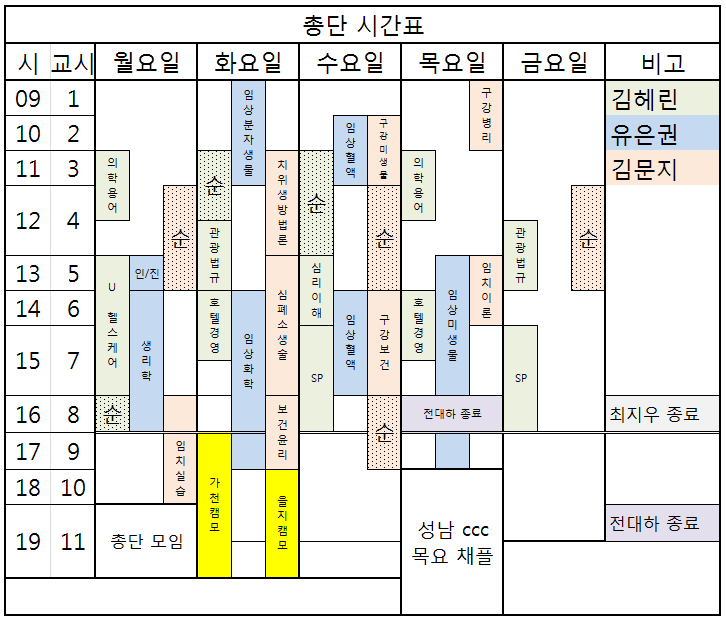 총단 시간표
시 교시 월요일 화요일 수요일 목요일 금요일 비고
09 1 임상분자생물 구강병리 김혜린
10 2 임상혈액 구강미생물 유은권
11 3 의학용어 순 치위생방법론 순 의학용어 김문지
12 4 순 관광법규 순 관광법규 순
13 5 U 헬스케어 인/진 심폐소생술 심리이해 임상미생물 임치이론
14 6 생리학 호텔경영 임상화학 임상혈액 구강보건 호텔경영
15 7 SP SP
16 8 순 보건윤리 순 전대하 종료 최지우 종료
17 9 임치실습 가천캠모
18 10 을지캠모
19 11 총단 모임 성남 ccc 전대하 종료
목요 채플